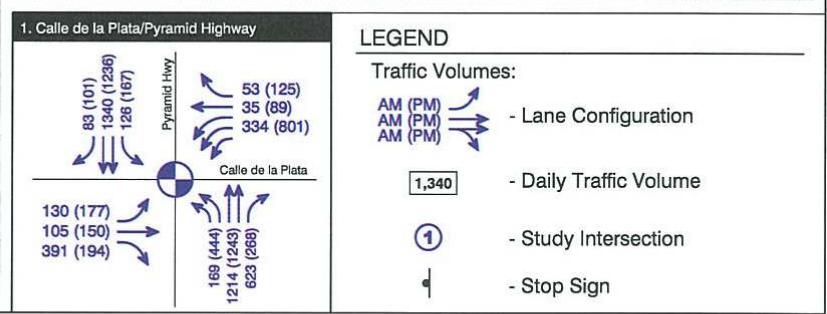 1. Calle de la Plata/Pyramid Highway
83 (101)
1340 (1236)
126 (167)
Pyramid Hwy
53 (125)
35 (89)
334 (801)
Calle de la Plata
130 (177)
105 (150)
391 (194)
169 (444)
1214 (1243)
623 (268)
LEGEND
Traffic Volumes:
AM (PM)
AM (PM)
AM (PM)
- Lane Configuration
1,340
- Daily Traffic Volume
1
- Study Intersection
- Stop Sign